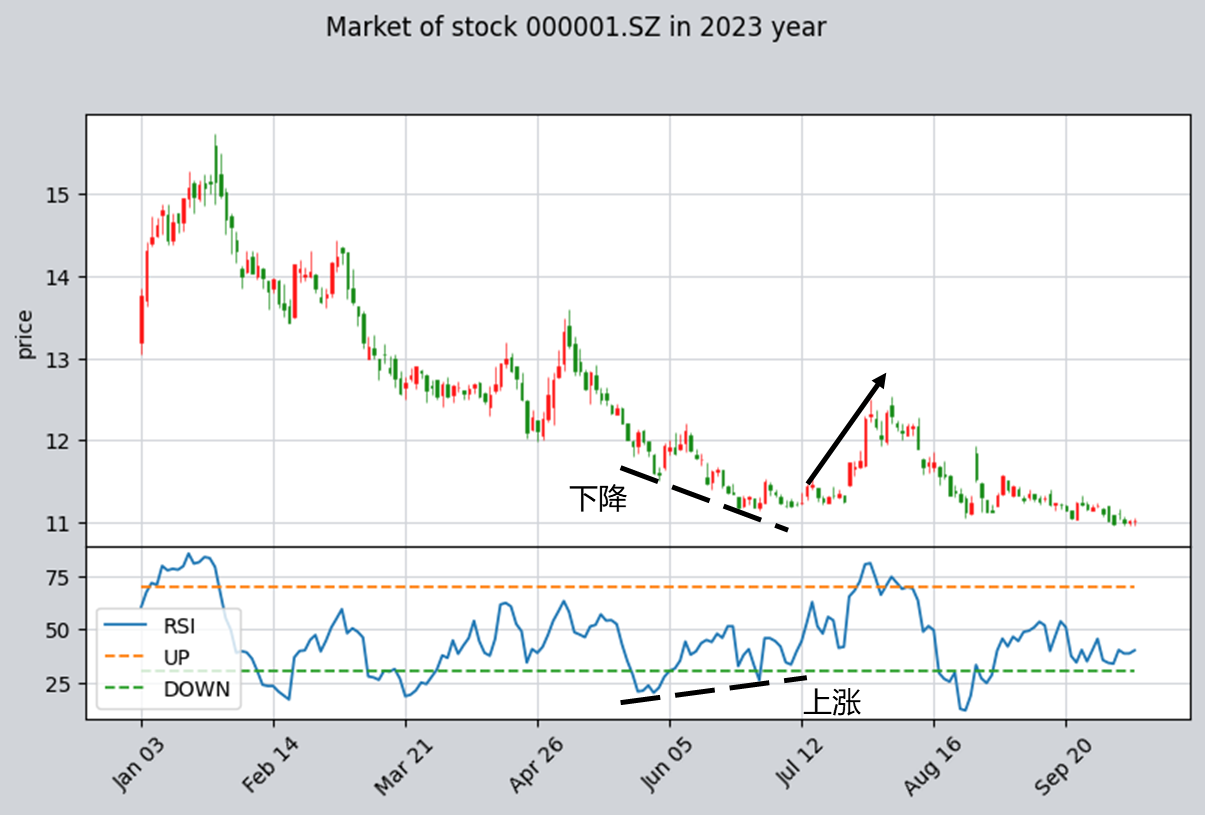 Market of stock 000001.SZ in 2023 year
price
15
14
13
12
11
下降
75
50
25
RSI
UP
DOWN
上涨
Jan 03
Feb 14
Mar 21
Apr 26
Jun 05
Jul 12
Aug 16
Sep 20